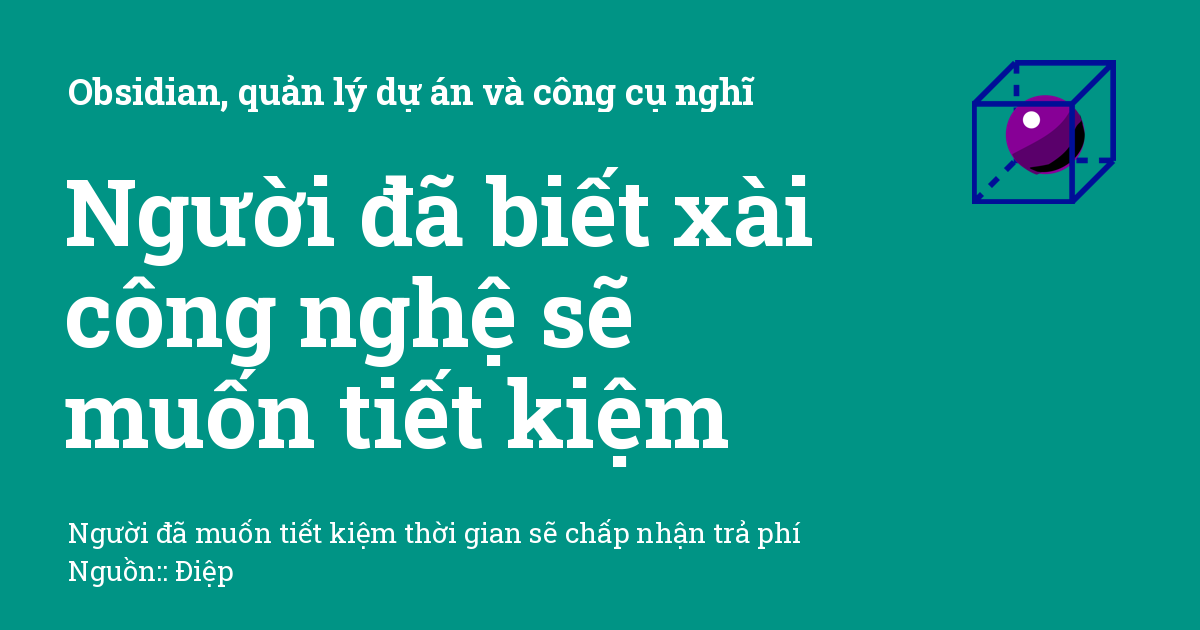 Obsidian, quản lý dự án và công cụ nghĩ
Người đã biết xài
công nghệ sẽ
muốn tiết kiệm
Người đã muốn tiết kiệm thời gian sẽ chấp nhận trả phí
Nguồn:: Điệp